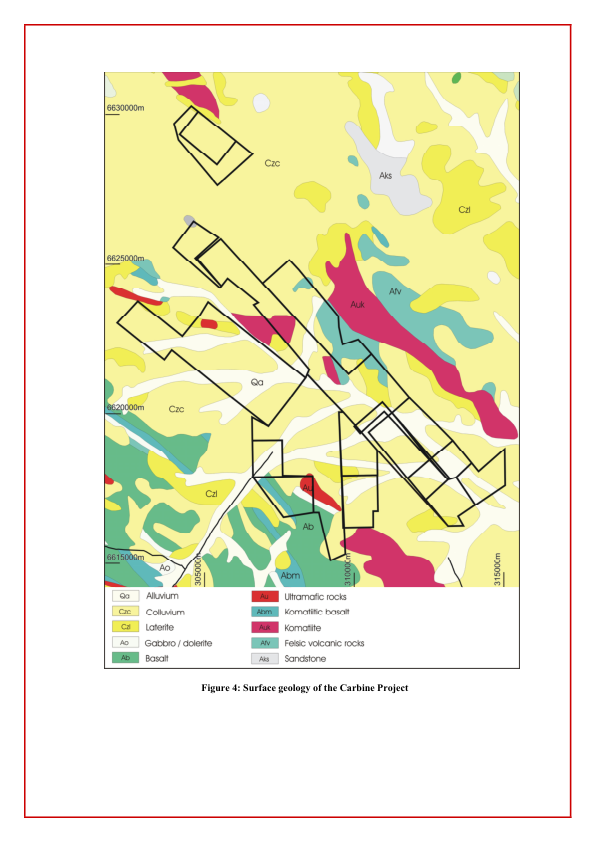 6630000m
Czc
Aks
Czl
6625000m
Afv
Auk
Qa
6620000m
Czc
Czl
Au
Ab
6615000m
Ao
305000m
Abm
310000m
315000m
Qa Alluvium
Czc Colluvium
Czl Laterite
Ao Gabbro / dolerite
Ab Basalt
Au Ultramafic rocks
Abm Komatiitic basalt
Auk Komatiite
Afv Felsic volcanic rocks
Aks Sandstone
Figure 4: Surface geology of the Carbine Project